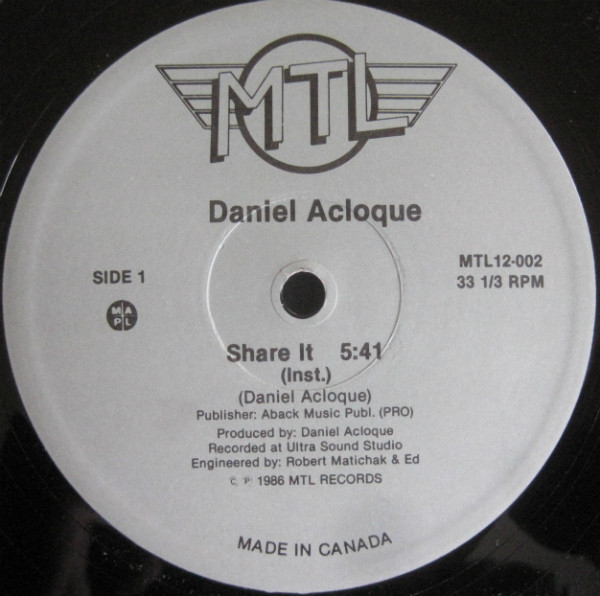 MTL
Daniel Acloque
SIDE 1
MTL12-002
33 1/3 RPM
M A
P L
Share It 5:41
(Inst.)
(Daniel Acloque)
Publisher: Aback Music Publ. (PRO)
Produced by: Daniel Acloque
Recorded at Ultra Sound Studio
Engineered by: Robert Matichak & Ed
C P 1986 MTL RECORDS
MADE IN CANADA